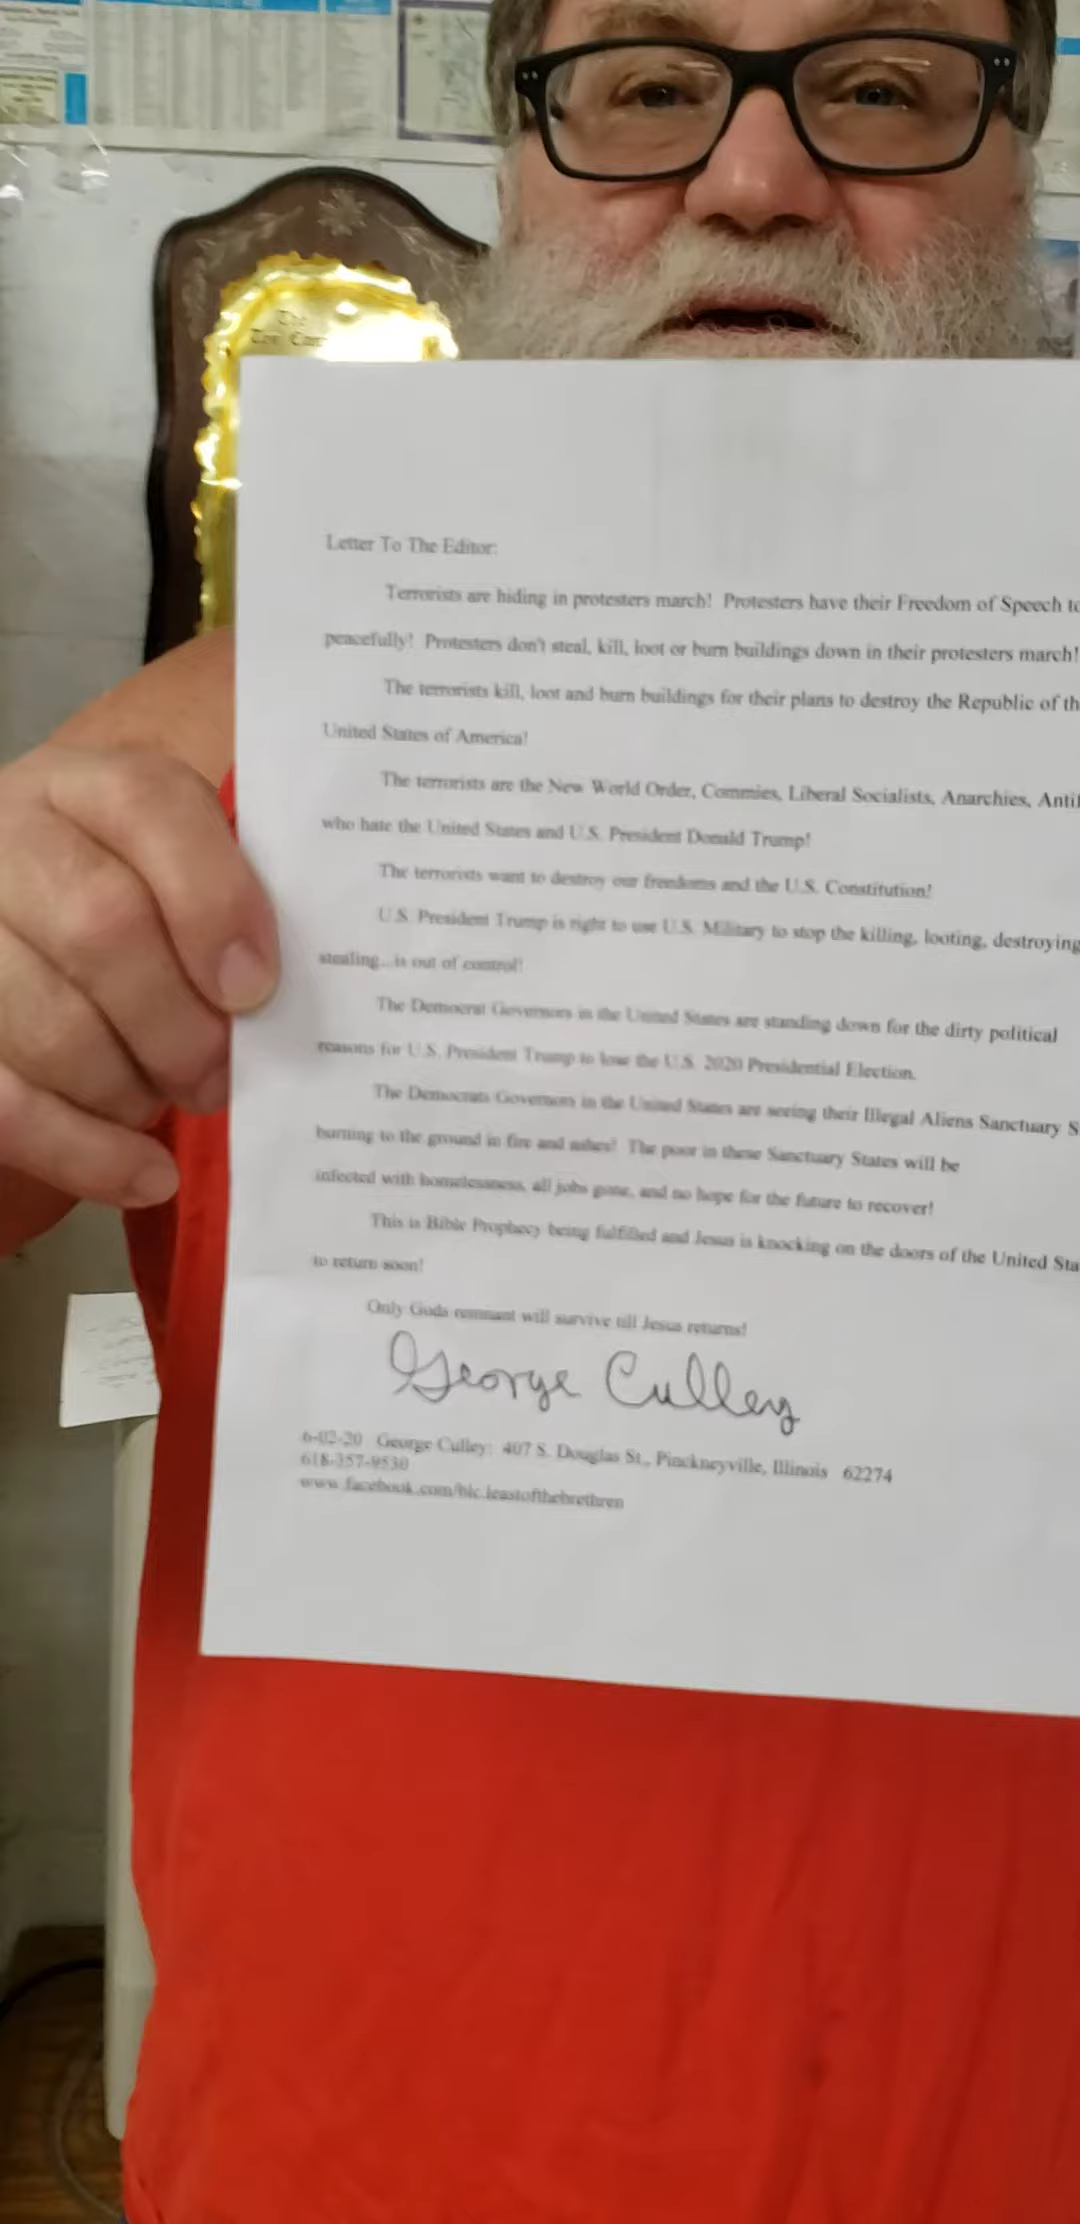 The
Ten Com
Letter To The Editor:
Terrorists are hiding in protesters march! Protesters have their Freedom of Speech to
peacefully! Protesters don't steal, kill, loot or burn buildings down in their protesters march!
The terrorists kill, loot and burn buildings for their plans to destroy the Republic of th
United States of America!
The terrorists are the New World Order, Commies, Liberal Socialists, Anarchies, Antif
who hate the United States and U.S. President Donald Trump!
The terrorists want to destroy our freedoms and the U.S. Constitution!
U.S. President Trump is right to use U.S. Military to stop the killing, looting, destroying
stealing...is out of control!
The Democrat Governors in the United States are standing down for the dirty political
reasons for U.S. President Trump to lose the U.S. 2020 Presidential Election.
The Democrats Governors in the United States are seeing their Illegal Aliens Sanctuary S
burning to the ground in fire and ashes! The poor in these Sanctuary States will be
infected with homelessness, all jobs gone, and no hope for the future to recover!
This is Bible Prophecy being fulfilled and Jesus is knocking on the doors of the United Sta
to return soon!
Only Gods remnant will survive till Jesus returns!
George Culley
6-02-20 George Culley; 407 S. Douglas St., Pinckneyville, Illinois 62274
618-357-9530
www.facebook.com/blc.leastofthebrethren